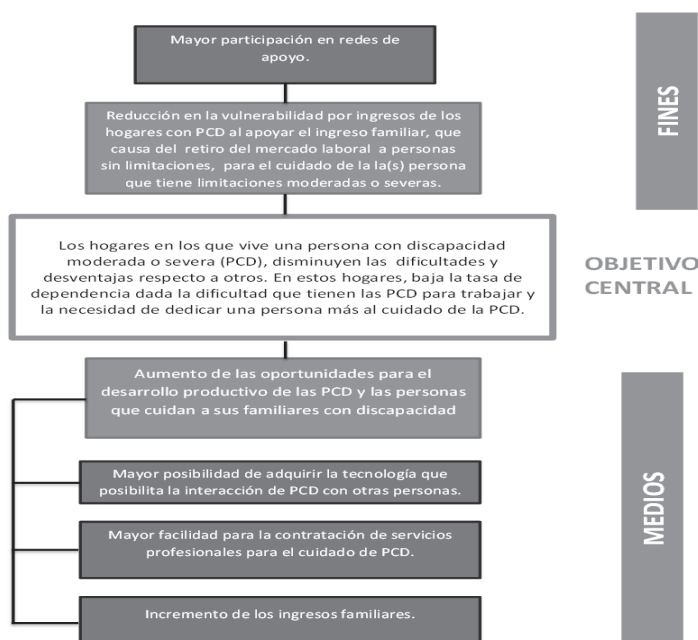 Mayor participación en redes de
apoyo.
FINES
Reducción en la vulnerabilidad por ingresos de los
hogares con PCD al apoyar el ingreso familiar, que
causa del retiro del mercado laboral a personas
sin limitaciones, para el cuidado de la la(s) persona
que tiene limitaciones moderadas o severas.
Los hogares en los que vive una persona con discapacidad
moderada o severa (PCD), disminuyen las dificultades y
desventajas respecto a otros. En estos hogares, baja la tasa de
dependencia dada la dificultad que tienen las PCD para trabajar y
la necesidad de dedicar una persona más al cuidado de la PCD.
OBJETIVO
CENTRAL
Aumento de las oportunidades para el
desarrollo productivo de las PCD y las personas
que cuidan a sus familiares con discapacidad
MEDIOS
Mayor posibilidad de adquirir la tecnología que
posibilita la interacción de PCD con otras personas.
Mayor facilidad para la contratación de servicios
profesionales para el cuidado de PCD.
Incremento de los ingresos familiares.